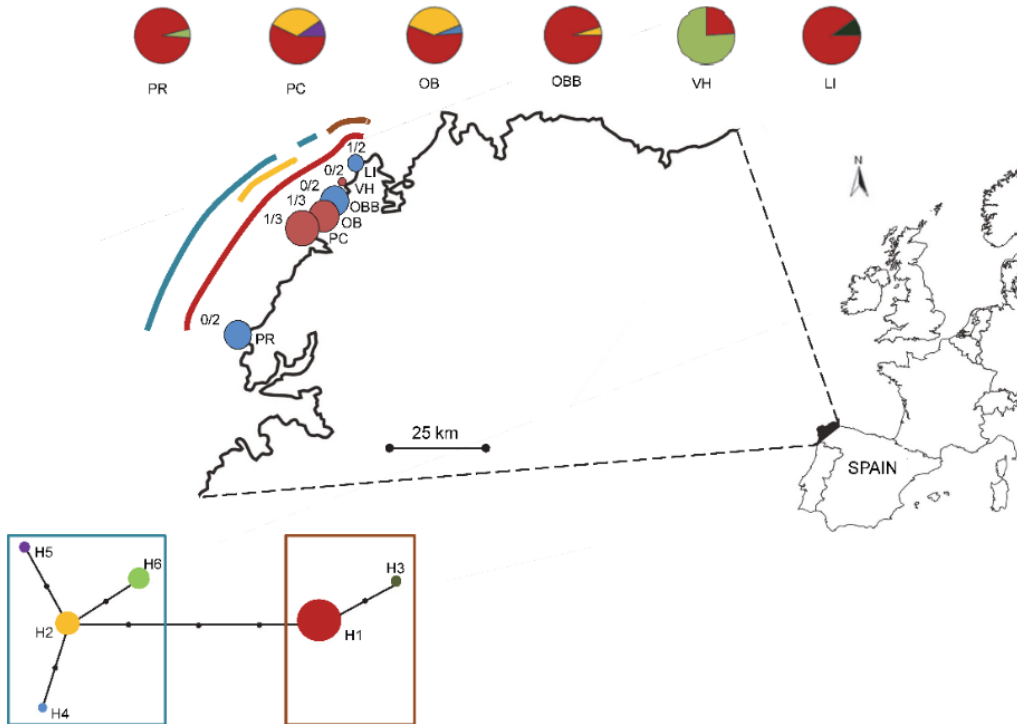 PR PC OB OBB VH LI
1/2
LI
0/2
VH
0/2
OBB
1/3
OB
1/3
PC
0/2
PR
N
25 km
SPAIN
H5
H6
H3
H2
H1
H4